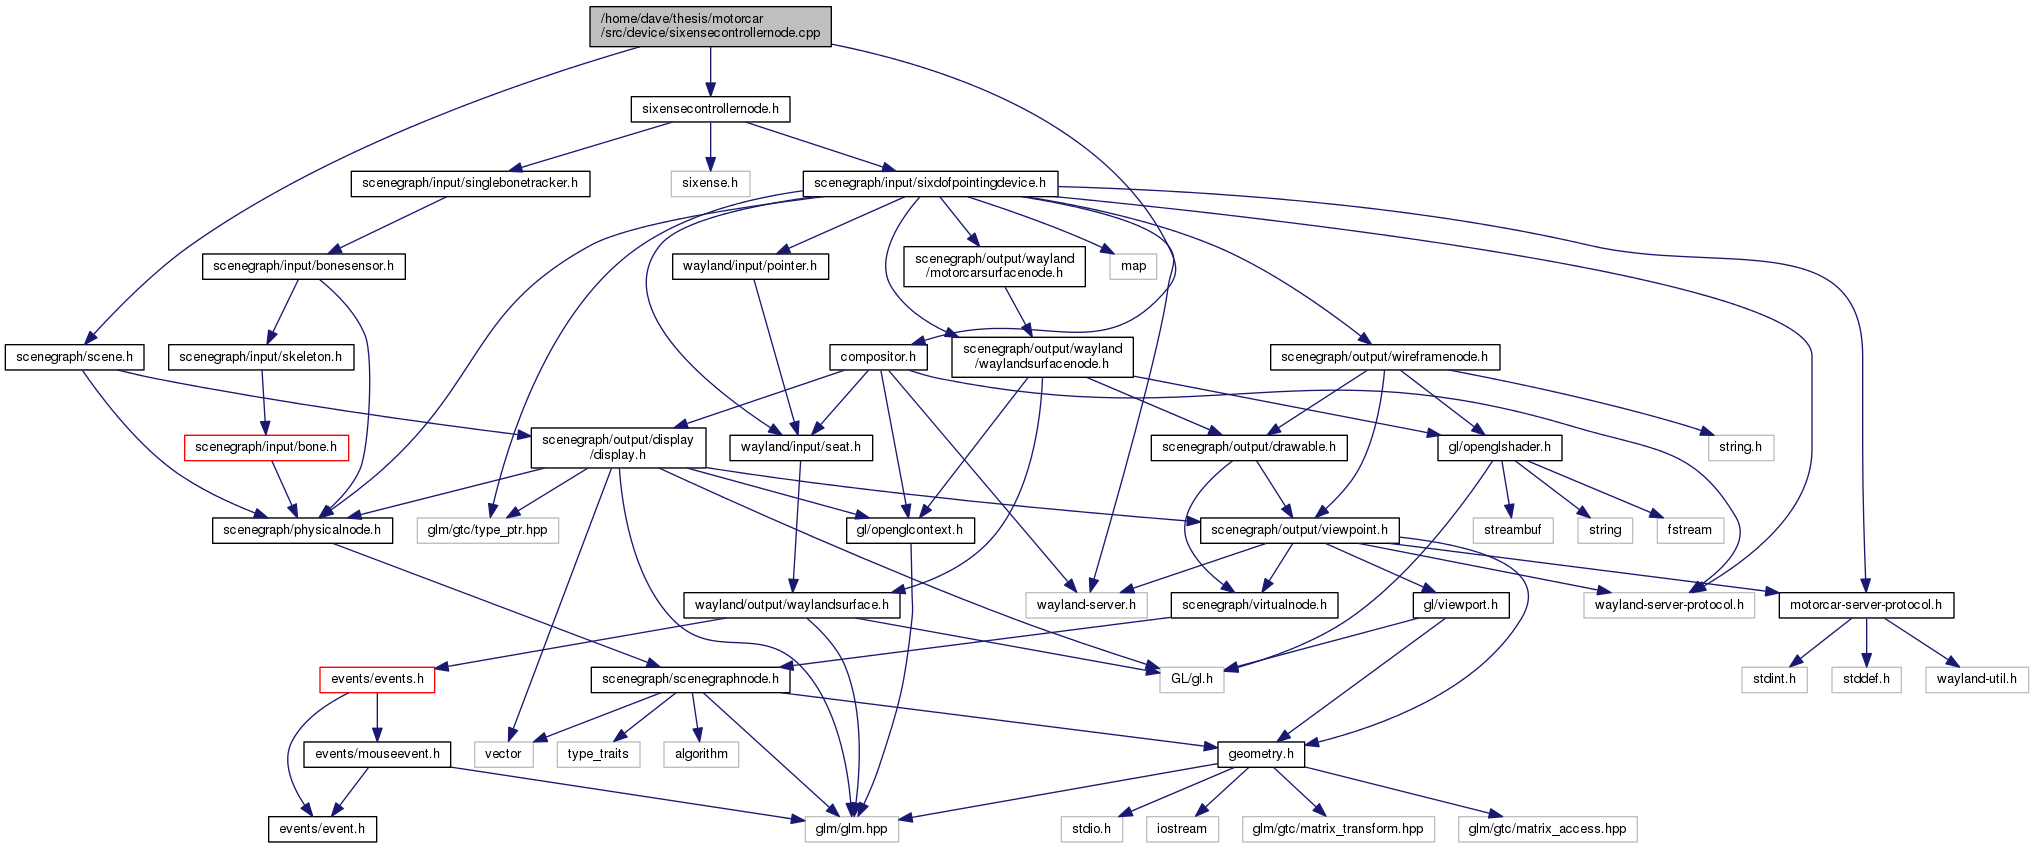 /home/dave/thesis/motorcar
/src/device/sixensecontrollernode.cpp
sixensecontrollernode.h
scenegraph/input/singlebonetracker.h
sixense.h
scenegraph/input/sixdofpointingdevice.h
scenegraph/input/bonesensor.h
wayland/input/pointer.h
scenegraph/output/wayland
/motorcarsurfacenode.h
map
scenegraph/scene.h
scenegraph/input/skeleton.h
compositor.h
scenegraph/output/wayland
/waylandsurfacenode.h
scenegraph/output/wireframenode.h
scenegraph/input/bone.h
scenegraph/output/display
/display.h
wayland/input/seat.h
scenegraph/output/drawable.h
gl/openglshader.h
string.h
scenegraph/physicalnode.h
glm/gtc/type_ptr.hpp
gl/openglcontext.h
scenegraph/output/viewpoint.h
streambuf
string
fstream
wayland/output/waylandsurface.h
wayland-server.h
scenegraph/virtualnode.h
gl/viewport.h
wayland-server-protocol.h
motorcar-server-protocol.h
events/events.h
scenegraph/scenegraphnode.h
GL/gl.h
stdint.h
stddef.h
wayland-util.h
events/mouseevent.h
vector
type_traits
algorithm
geometry.h
events/event.h
glm/glm.hpp
stdio.h
iostream
glm/gtc/matrix_transform.hpp
glm/gtc/matrix_access.hpp